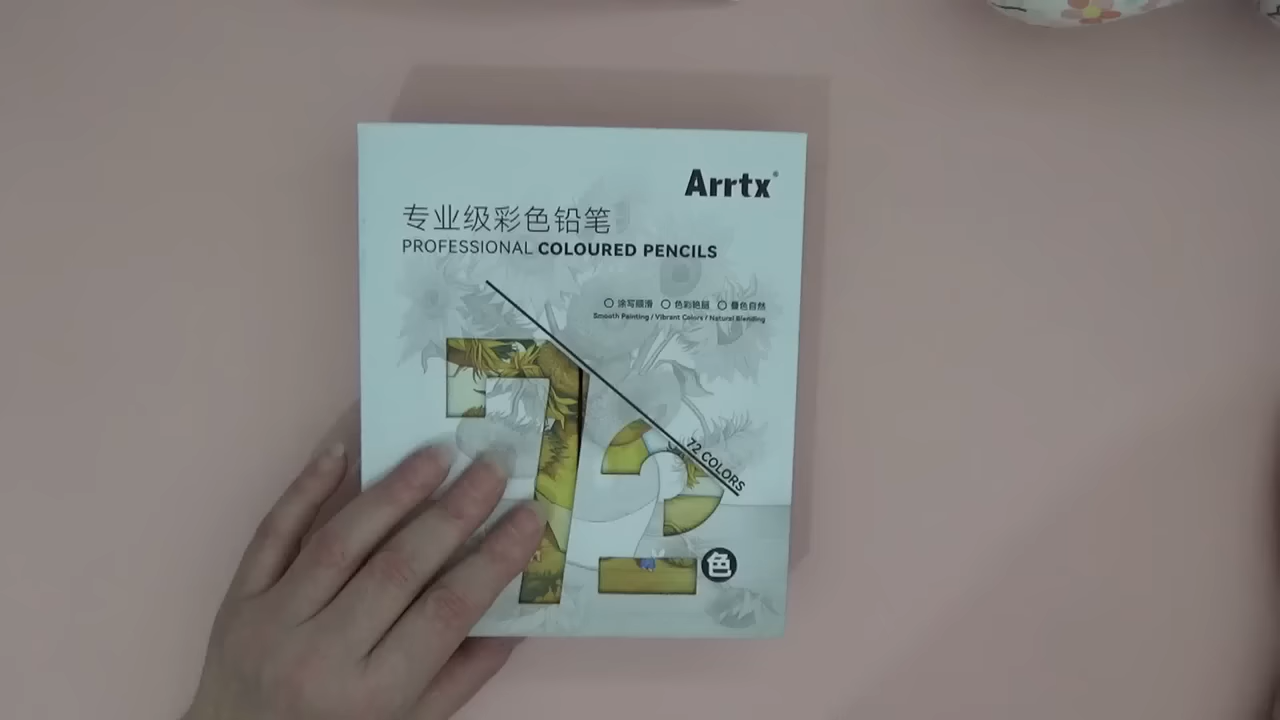 Arrtx®
专业级彩色铅笔
PROFESSIONAL COLOURED PENCILS
涂写顺滑 色彩艳丽 叠色自然
Smooth Painting / Vibrant Colors / Natural Blending
72 COLORS
72
色